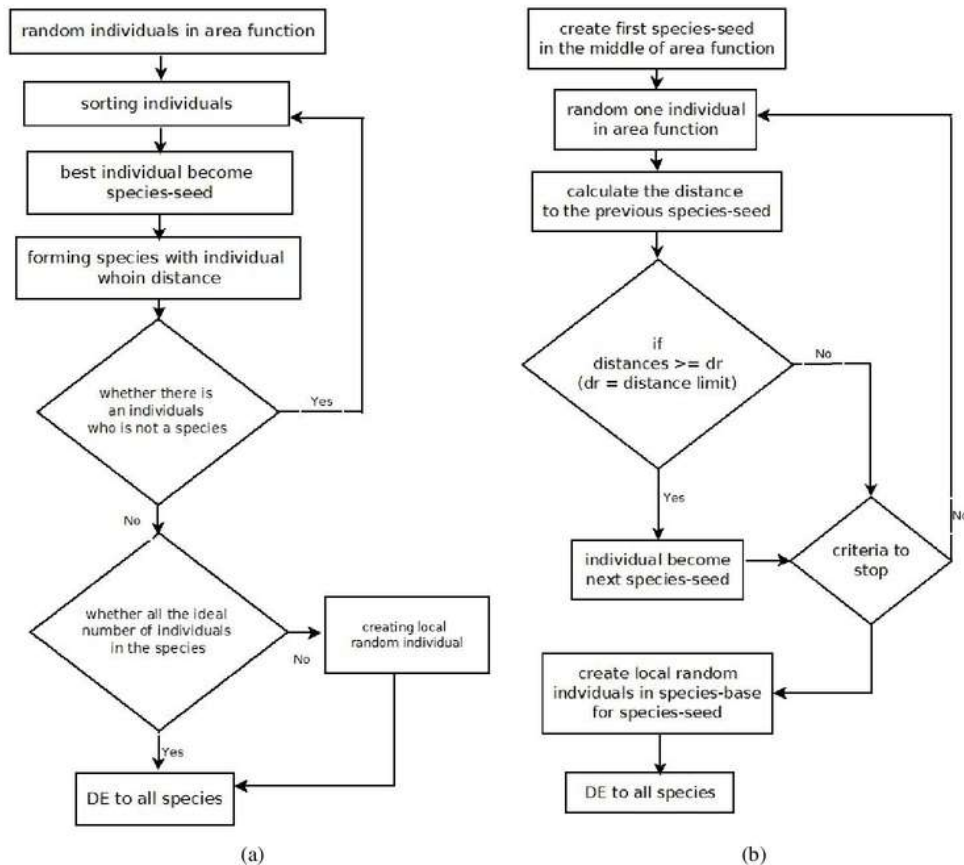 random individuals in area function
sorting individuals
best individual become
species-seed
forming species with individual
whoin distance
whether there is
an individuals
who is not a species
Yes
No
whether all the ideal
number of individuals
in the species
No
creating local
random individual
Yes
DE to all species
(a)
create first species-seed
in the middle of area function
random one individual
in area function
calculate the distance
to the previous species-seed
if
distances >= dr
(dr = distance limit)
No
Yes
individual become
next species-seed
criteria to
stop
No
create local random
indviduals in species-base
for species-seed
DE to all species
(b)